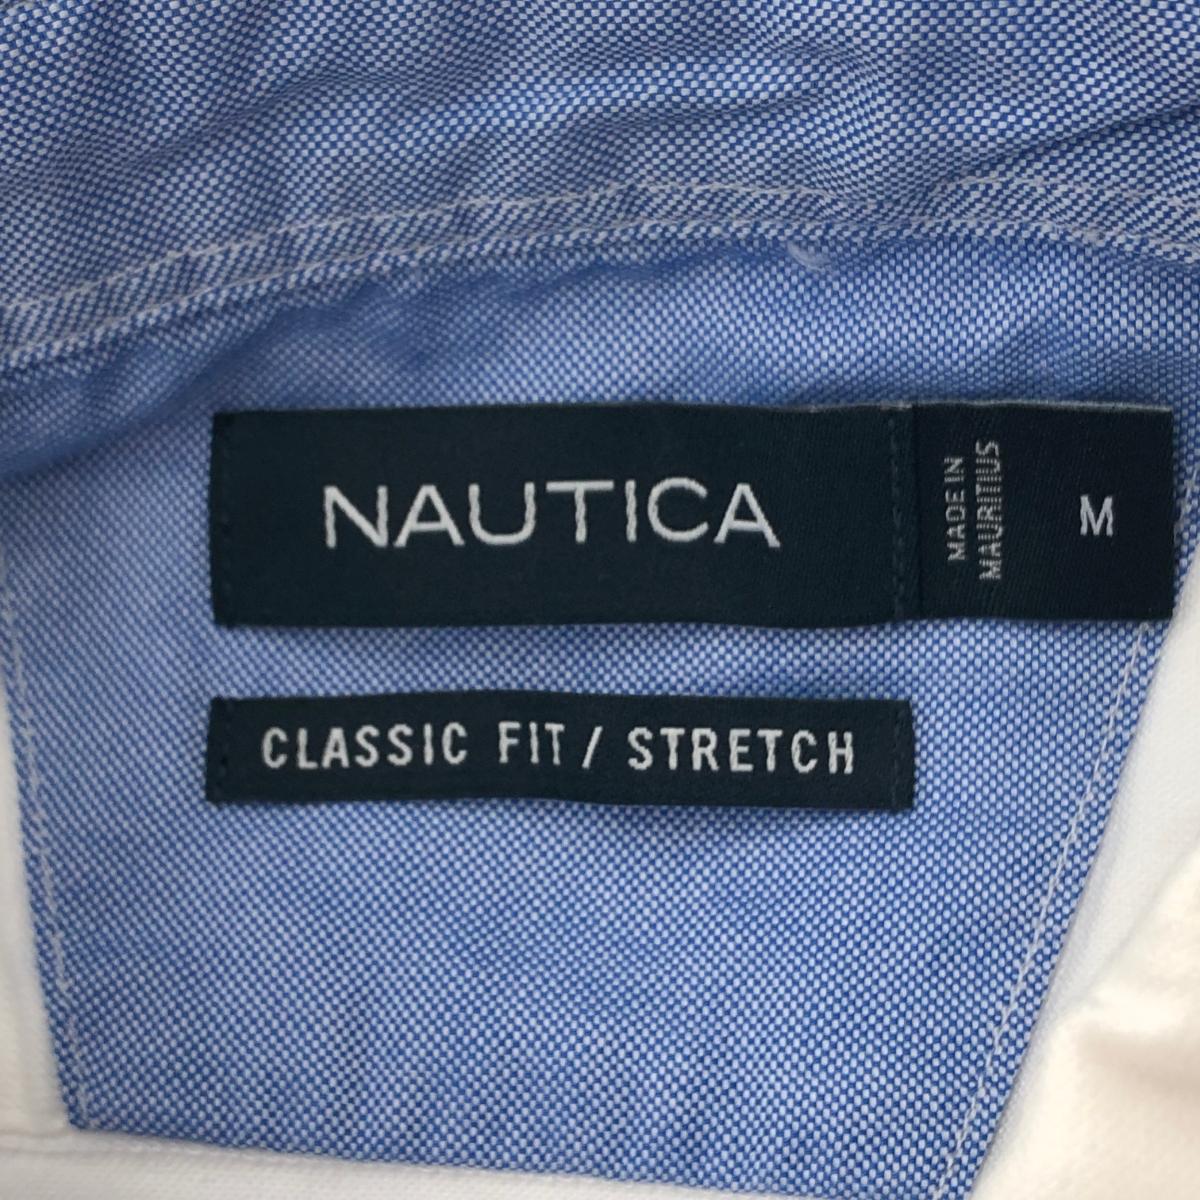 NAUTICA
MADE IN
MAURITIUS
M
CLASSIC FIT / STRETCH